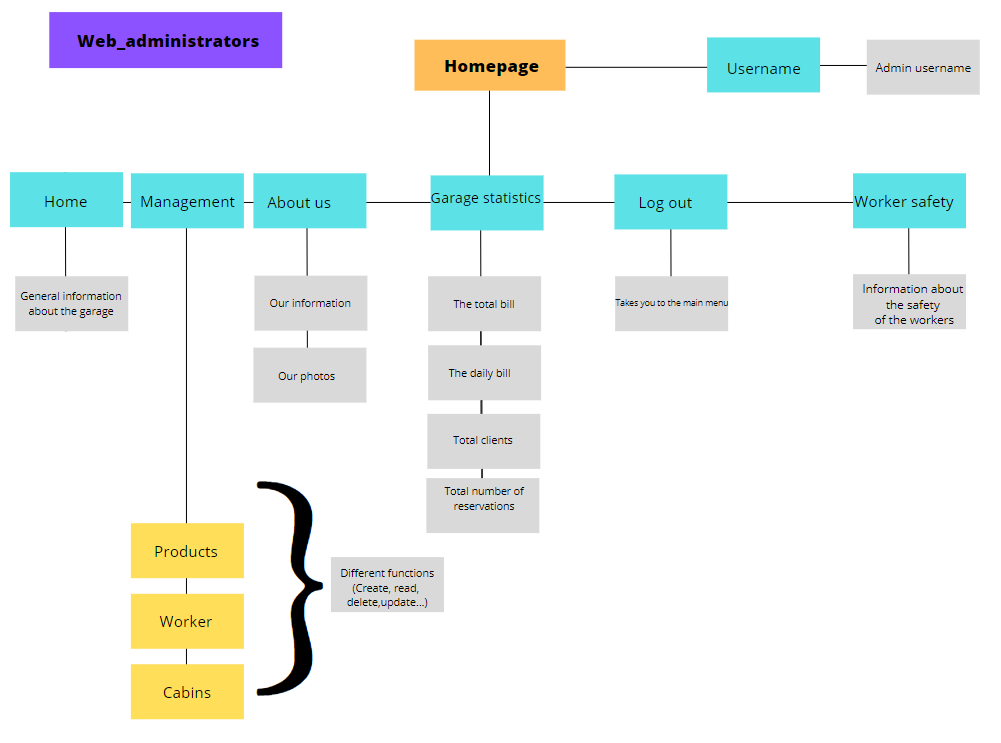 Web_administrators
Homepage
Username
Admin username
Home
Management
About us
Garage statistics
Log out
Worker safety
General information
about the garage
Our information
The total bill
Takes you to the main menu
Information about
the safety
of the workers
Our photos
The daily bill
Total clients
Total number of
reservations
Products
Different functions
(Create, read,
delete,update...)
Worker
Cabins